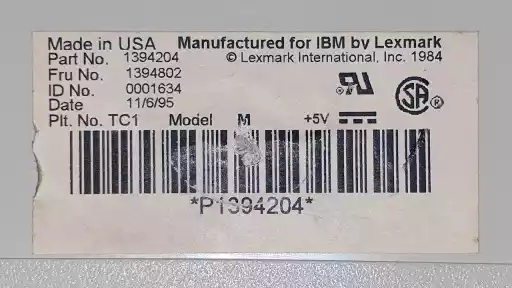 Made in USA Manufactured for IBM by Lexmark
Part No. 1394204 © Lexmark International, Inc. 1984
Fru No. 1394802
ID No. 0001634
Date 11/6/95
Plt. No. TC1 Model M +5V
*P1394204*